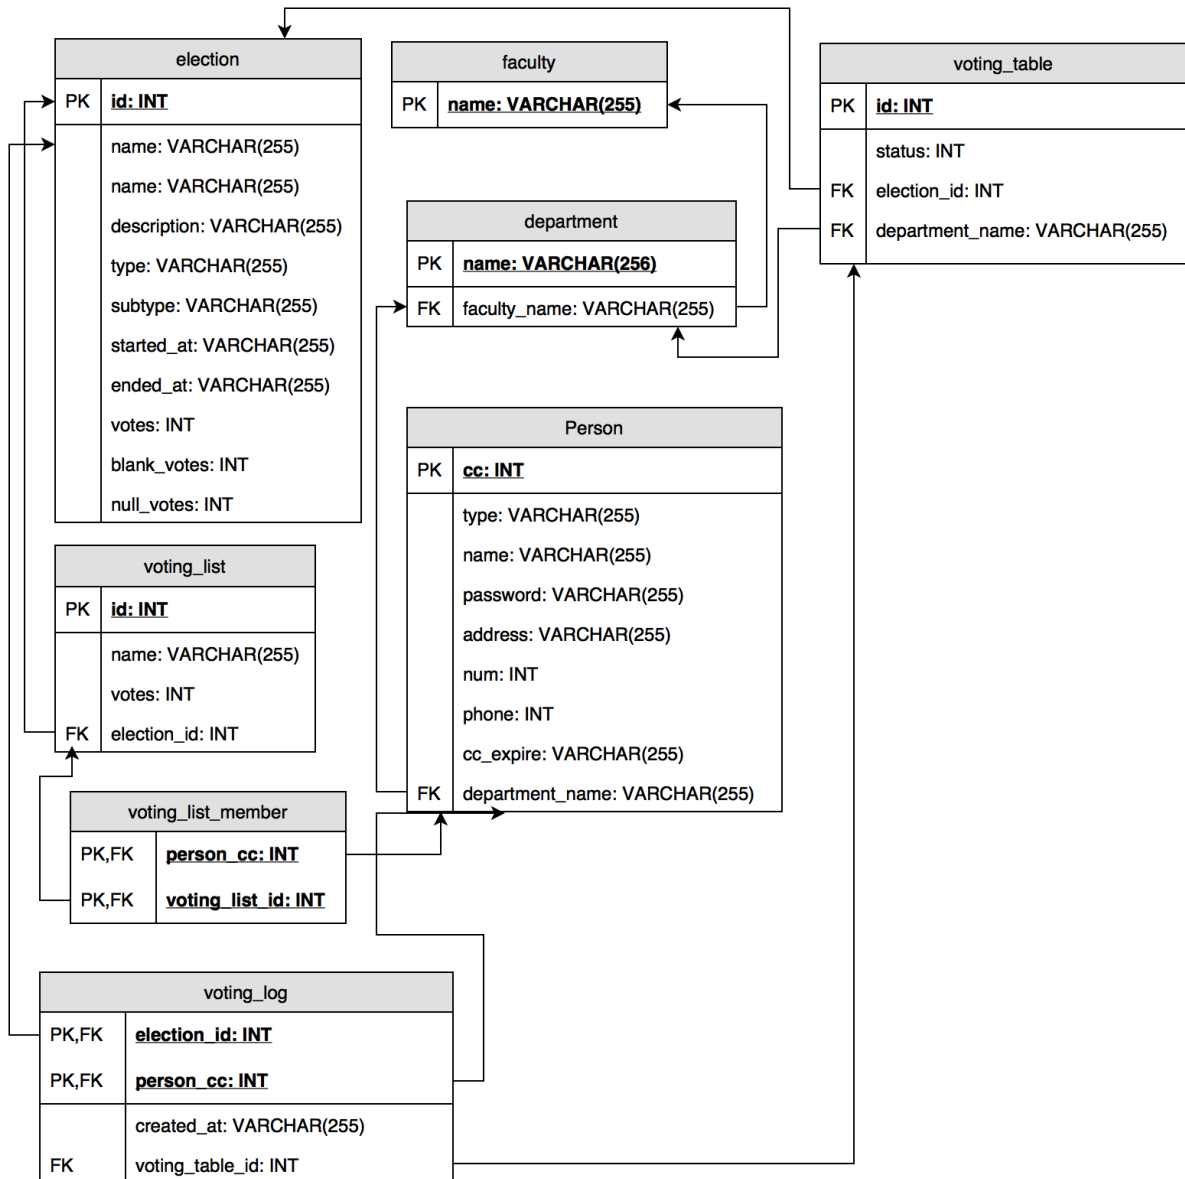 election
PK id: INT
name: VARCHAR(255)
name: VARCHAR(255)
description: VARCHAR(255)
type: VARCHAR(255)
subtype: VARCHAR(255)
started_at: VARCHAR(255)
ended_at: VARCHAR(255)
votes: INT
blank_votes: INT
null_votes: INT
faculty
PK name: VARCHAR(255)
voting_table
PK id: INT
status: INT
FK election_id: INT
FK department_name: VARCHAR(255)
department
PK name: VARCHAR(256)
FK faculty_name: VARCHAR(255)
Person
PK cc: INT
type: VARCHAR(255)
name: VARCHAR(255)
password: VARCHAR(255)
address: VARCHAR(255)
num: INT
phone: INT
cc_expire: VARCHAR(255)
FK department_name: VARCHAR(255)
voting_list
PK id: INT
name: VARCHAR(255)
votes: INT
FK election_id: INT
voting_list_member
PK,FK person_cc: INT
PK,FK voting_list_id: INT
voting_log
PK,FK election_id: INT
PK,FK person_cc: INT
created_at: VARCHAR(255)
FK voting_table_id: INT